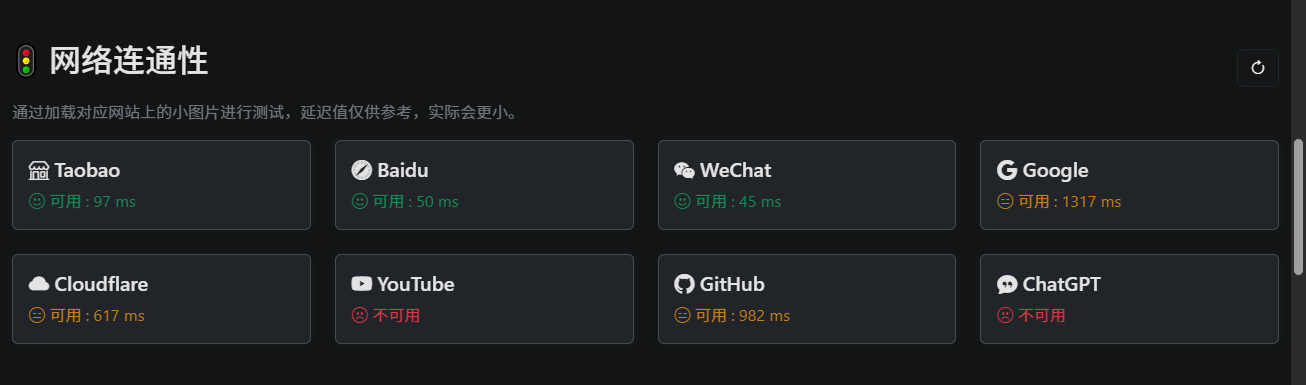 网络连通性
通过加载对应网站上的小图片进行测试，延迟值仅供参考，实际会更小。
Taobao
可用 : 97 ms
Baidu
可用 : 50 ms
WeChat
可用 : 45 ms
Google
可用 : 1317 ms
Cloudflare
可用 : 617 ms
YouTube
不可用
GitHub
可用 : 982 ms
ChatGPT
不可用